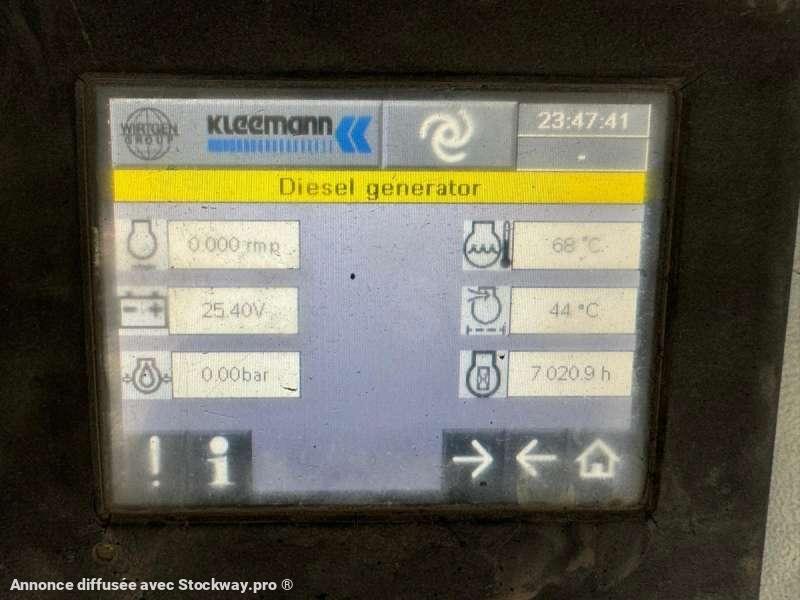 WIRTGEN
GROUP
KLEEMANN
23:47:41
-
Diesel generator
0.000 rmp
68 °C
25.40V
44 °C
0.00bar
7 020.9 h
Annonce diffusée avec Stockway.pro ®